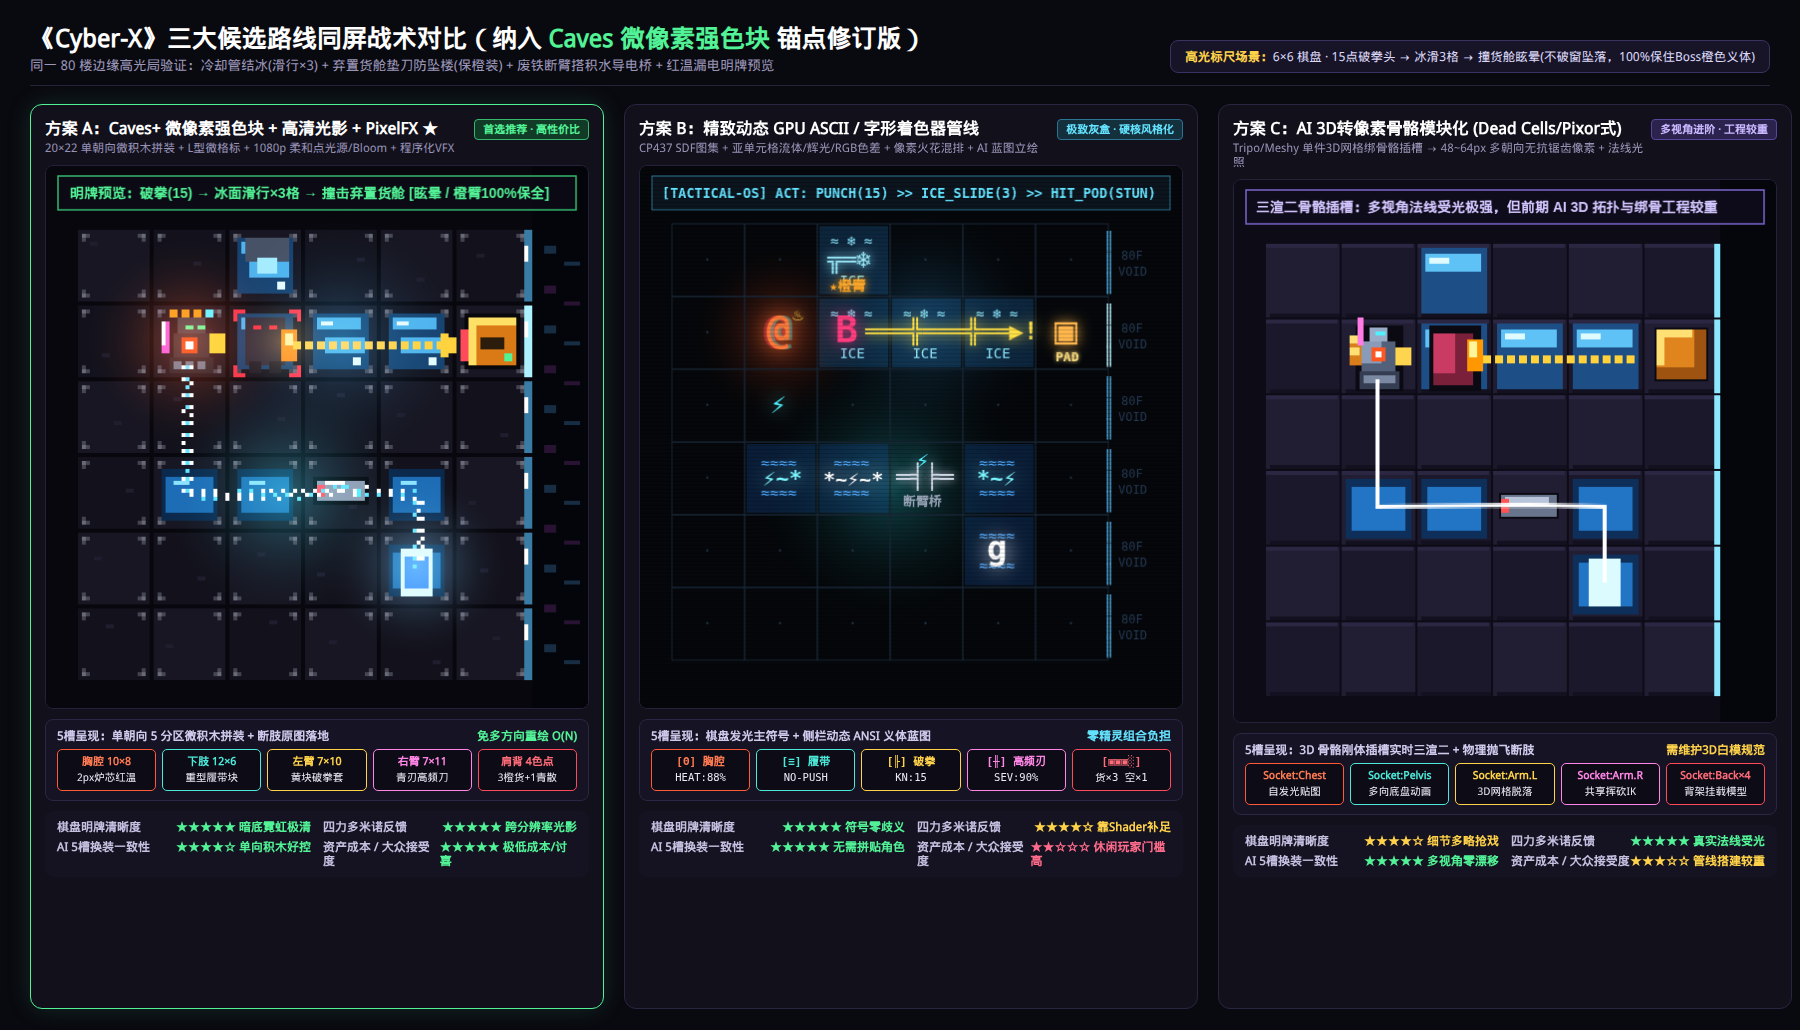 《Cyber-X》三大候选路线同屏战术对比（纳入 Caves 微像素强色块 锚点修订版）
同一 80 楼边缘高光局验证：冷却管结冰(滑行×3) + 弃置货舱垫刀防坠楼(保橙装) + 废铁断臂搭积水导电桥 + 红温漏电明牌预览
高光标尺场景：6×6 棋盘 · 15点破拳头 → 冰滑3格 → 撞货舱眩晕(不破窗坠落，100%保住Boss橙色义体)
方案 A：Caves+ 微像素强色块 + 高清光影 + PixelFX ★
首选推荐 · 高性价比
20×22 单朝向微积木拼装 + L型微格标 + 1080p 柔和点光源/Bloom + 程序化VFX
明牌预览：破拳(15) → 冰面滑行×3格 → 撞击弃置货舱 [眩晕 / 橙臂100%保全]
5槽呈现：单朝向 5 分区微积木拼装 + 断肢原图落地
免多方向重绘 O(N)
胸腔 10×8
2px炉芯红温
下肢 12×6
重型履带块
左臂 7×10
黄块破拳套
右臂 7×11
青刃高频刀
肩背 4色点
3橙货+1青散
棋盘明牌清晰度
★★★★★ 暗底霓虹极清
四力多米诺反馈
★★★★★ 跨分辨率光影
AI 5槽换装一致性
★★★★☆ 单向积木好控
资产成本 / 大众接受度
★★★★★ 极低成本/讨喜
方案 B：精致动态 GPU ASCII / 字形着色器管线
极致灰盒 · 硬核风格化
CP437 SDF图集 + 亚单元格流体/辉光/RGB色差 + 像素火花混排 + AI 蓝图立绘
[TACTICAL-OS] ACT: PUNCH(15) >> ICE_SLIDE(3) >> HIT_POD(STUN)
≈ ❄ ≈
╦═❄
ICE
★橙臂
80F
VOID
@
≈ ❄ ≈
B
ICE
≈ ❄ ≈
ICE
≈ ❄ ≈
ICE
!
▣
PAD
80F
VOID
⚡
80F
VOID
≈≈≈≈
⚡~*
≈≈≈≈
≈≈≈≈
*~⚡~*
≈≈≈≈
⚡
═╡╞═
断臂桥
≈≈≈≈
*~⚡
≈≈≈≈
80F
VOID
≈≈≈≈
g
≈≈≈≈
80F
VOID
80F
VOID
5槽呈现：棋盘发光主符号 + 侧栏动态 ANSI 义体蓝图
零精灵组合负担
[0] 胸腔
HEAT:88%
[≡] 履带
NO-PUSH
[╠] 破拳
KN:15
[╫] 高频刃
SEV:90%
[▣▣▣░]
货×3 空×1
棋盘明牌清晰度
★★★★★ 符号零歧义
四力多米诺反馈
★★★★☆ 靠Shader补足
AI 5槽换装一致性
★★★★★ 无需拼贴角色
资产成本 / 大众接受度
★★☆☆☆ 休闲玩家门槛高
方案 C：AI 3D转像素骨骼模块化 (Dead Cells/Pixor式)
多视角进阶 · 工程较重
Tripo/Meshy 单件3D网格绑骨骼插槽 → 48~64px 多朝向无抗锯齿像素 + 法线光照
三渲二骨骼插槽：多视角法线受光极强，但前期 AI 3D 拓扑与绑骨工程较重
5槽呈现：3D 骨骼刚体插槽实时三渲二 + 物理抛飞断肢
需维护3D白模规范
Socket:Chest
自发光贴图
Socket:Pelvis
多向底盘动画
Socket:Arm.L
3D网格脱落
Socket:Arm.R
共享挥砍IK
Socket:Back×4
背架挂载模型
棋盘明牌清晰度
★★★★☆ 细节多略抢戏
四力多米诺反馈
★★★★★ 真实法线受光
AI 5槽换装一致性
★★★★★ 多视角零漂移
资产成本 / 大众接受度
★★★☆☆ 管线搭建较重